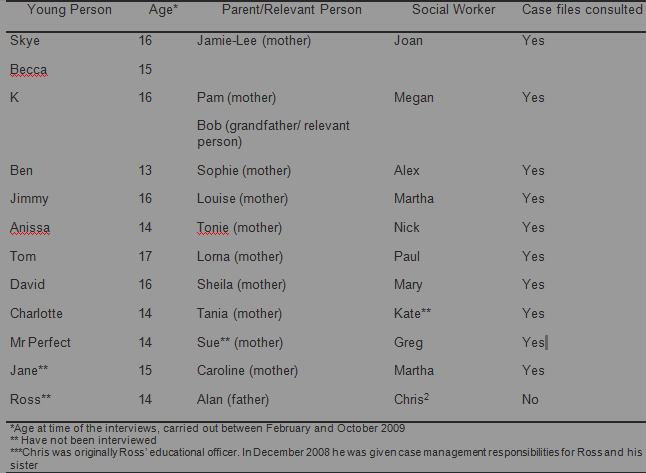 Young Person Age* Parent/Relevant Person Social Worker Case files consulted
Skye 16 Jamie-Lee (mother) Joan Yes
Becca 15
K 16 Pam (mother) Megan Yes
Bob (grandfather/ relevant
person)
Ben 13 Sophie (mother) Alex Yes
Jimmy 16 Louise (mother) Martha Yes
Anissa 14 Tonie (mother) Nick Yes
Tom 17 Lorna (mother) Paul Yes
David 16 Sheila (mother) Mary Yes
Charlotte 14 Tania (mother) Kate** Yes
Mr Perfect 14 Sue** (mother) Greg Yes
Jane** 15 Caroline (mother) Martha Yes
Ross** 14 Alan (father) Chris² No
*Age at time of the interviews, carried out between February and October 2009
** Have not been interviewed
***Chris was originally Ross' educational officer. In December 2008 he was given case management responsibilities for Ross and his
sister